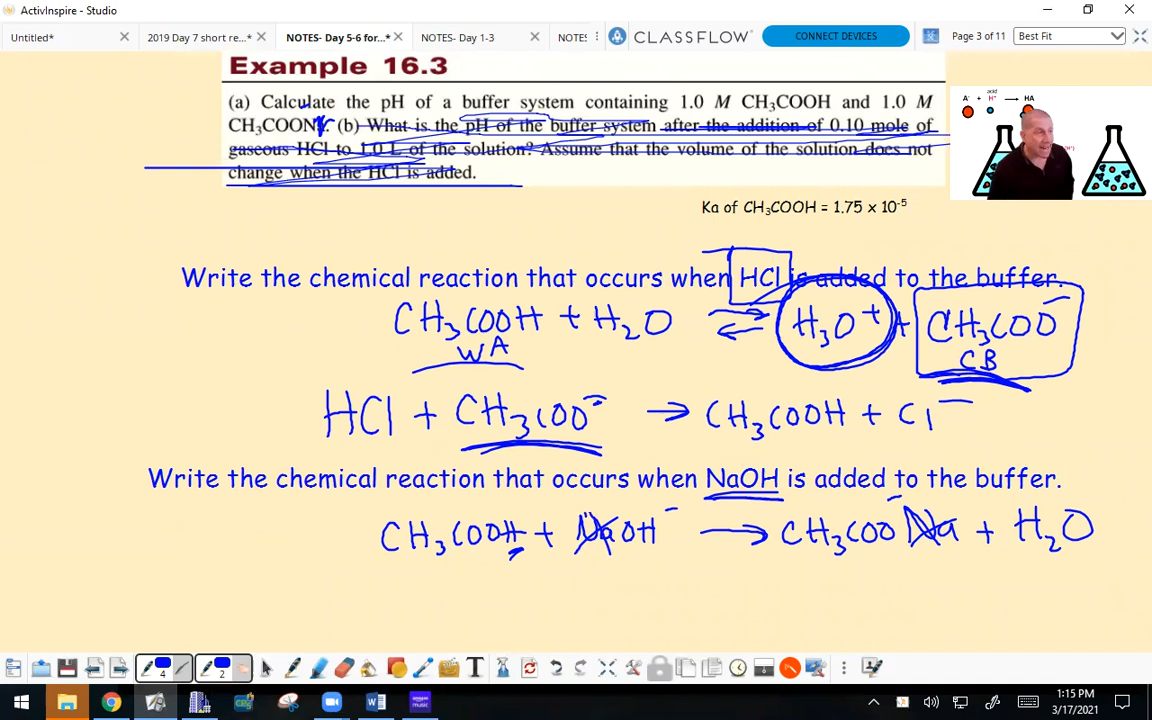 ActivInspire - Studio
Untitled*
2019 Day 7 short re...*
NOTES- Day 5-6 for...*
NOTES- Day 1-3
NOTES
CLASSFLOW
CONNECT DEVICES
Page 3 of 11
Best Fit
Example 16.3
(a) Calculate the pH of a buffer system containing 1.0 M CH₃COOH and 1.0 M
(b) What is the pH of the buffer system after the addition of 0.10 mole of
gaseous HCl to 1.0 L of the solution? Assume that the volume of the solution does not
change when the HCl is added.
A⁻ + H⁺ → HA
acid
Ka of CH₃COOH = 1.75 x 10⁻⁵
Write the chemical reaction that occurs when HCl is added to the buffer.
CH₃COOH + H₂O ⇌ H₃O⁺ + CH₃COO⁻
WA
CB
HCl + CH₃COO⁻ → CH₃COOH + Cl⁻
Write the chemical reaction that occurs when NaOH is added to the buffer.
CH₃COOH + NaOH⁻ → CH₃COO⁻Na + H₂O
4
2
T
1:15 PM
3/17/2021